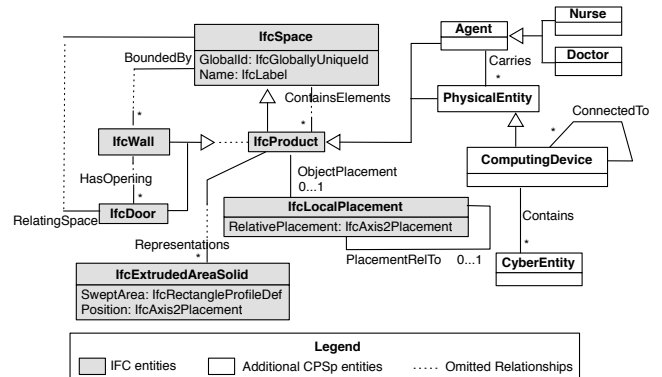 IfcSpace
GlobalId: IfcGloballyUniqueId
Name: IfcLabel
Agent
Nurse
Doctor
BoundedBy
Carries
*
ContainsElements
*
PhysicalEntity
ConnectedTo
*
IfcWall
*
IfcProduct
*
ComputingDevice
HasOpening
*
ObjectPlacement
0...1
IfcDoor
RelatingSpace
IfcLocalPlacement
RelativePlacement: IfcAxis2Placement
Contains
*
Representations
*
PlacementRelTo 0...1
CyberEntity
IfcExtrudedAreaSolid
SweptArea: IfcRectangleProfileDef
Position: IfcAxis2Placement
Legend
IFC entities
Additional CPSp entities
Omitted Relationships